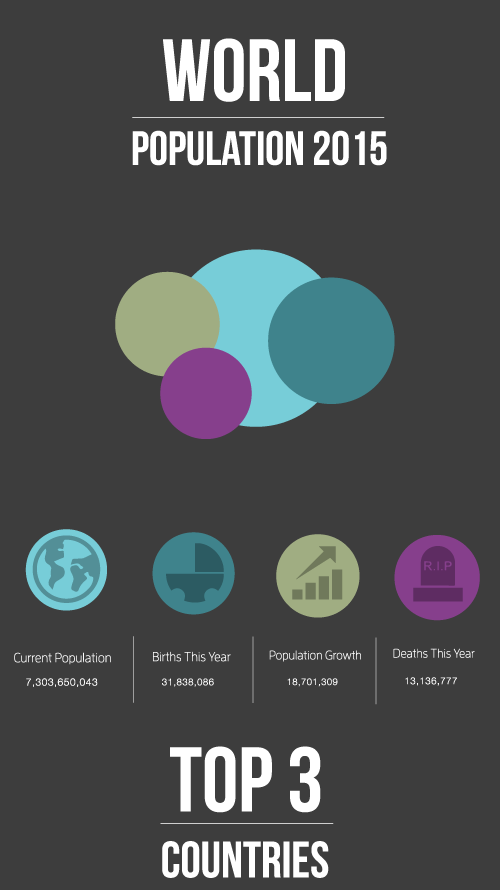 WORLD
POPULATION 2015
R.I.P
Current Population
7,303,650,043
Births This Year
31,838,086
Population Growth
18,701,309
Deaths This Year
13,136,777
TOP 3
COUNTRIES